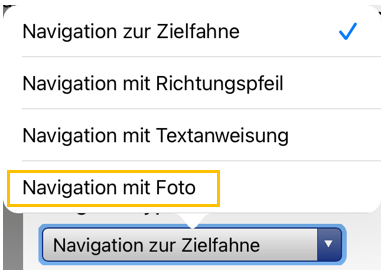 Navigation zur Zielfahne
Navigation mit Richtungspfeil
Navigation mit Textanweisung
Navigation mit Foto
Navigation zur Zielfahne